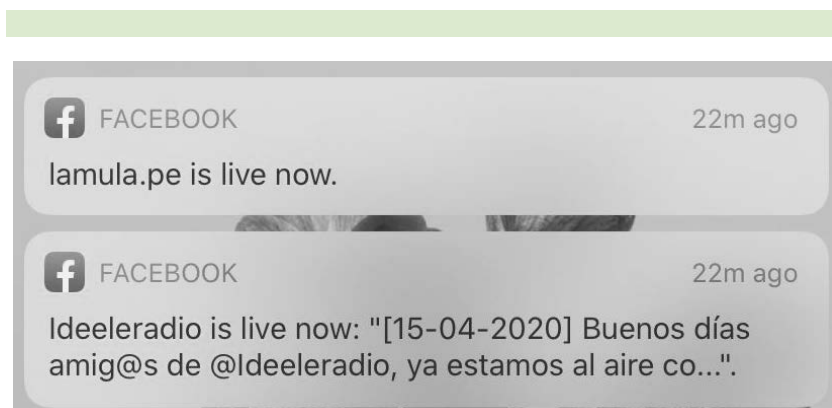 FACEBOOK
22m ago
lamula.pe is live now.
FACEBOOK
22m ago
Ideeleradio is live now: "[15-04-2020] Buenos días
amig@s de @Ideeleradio, ya estamos al aire co...".